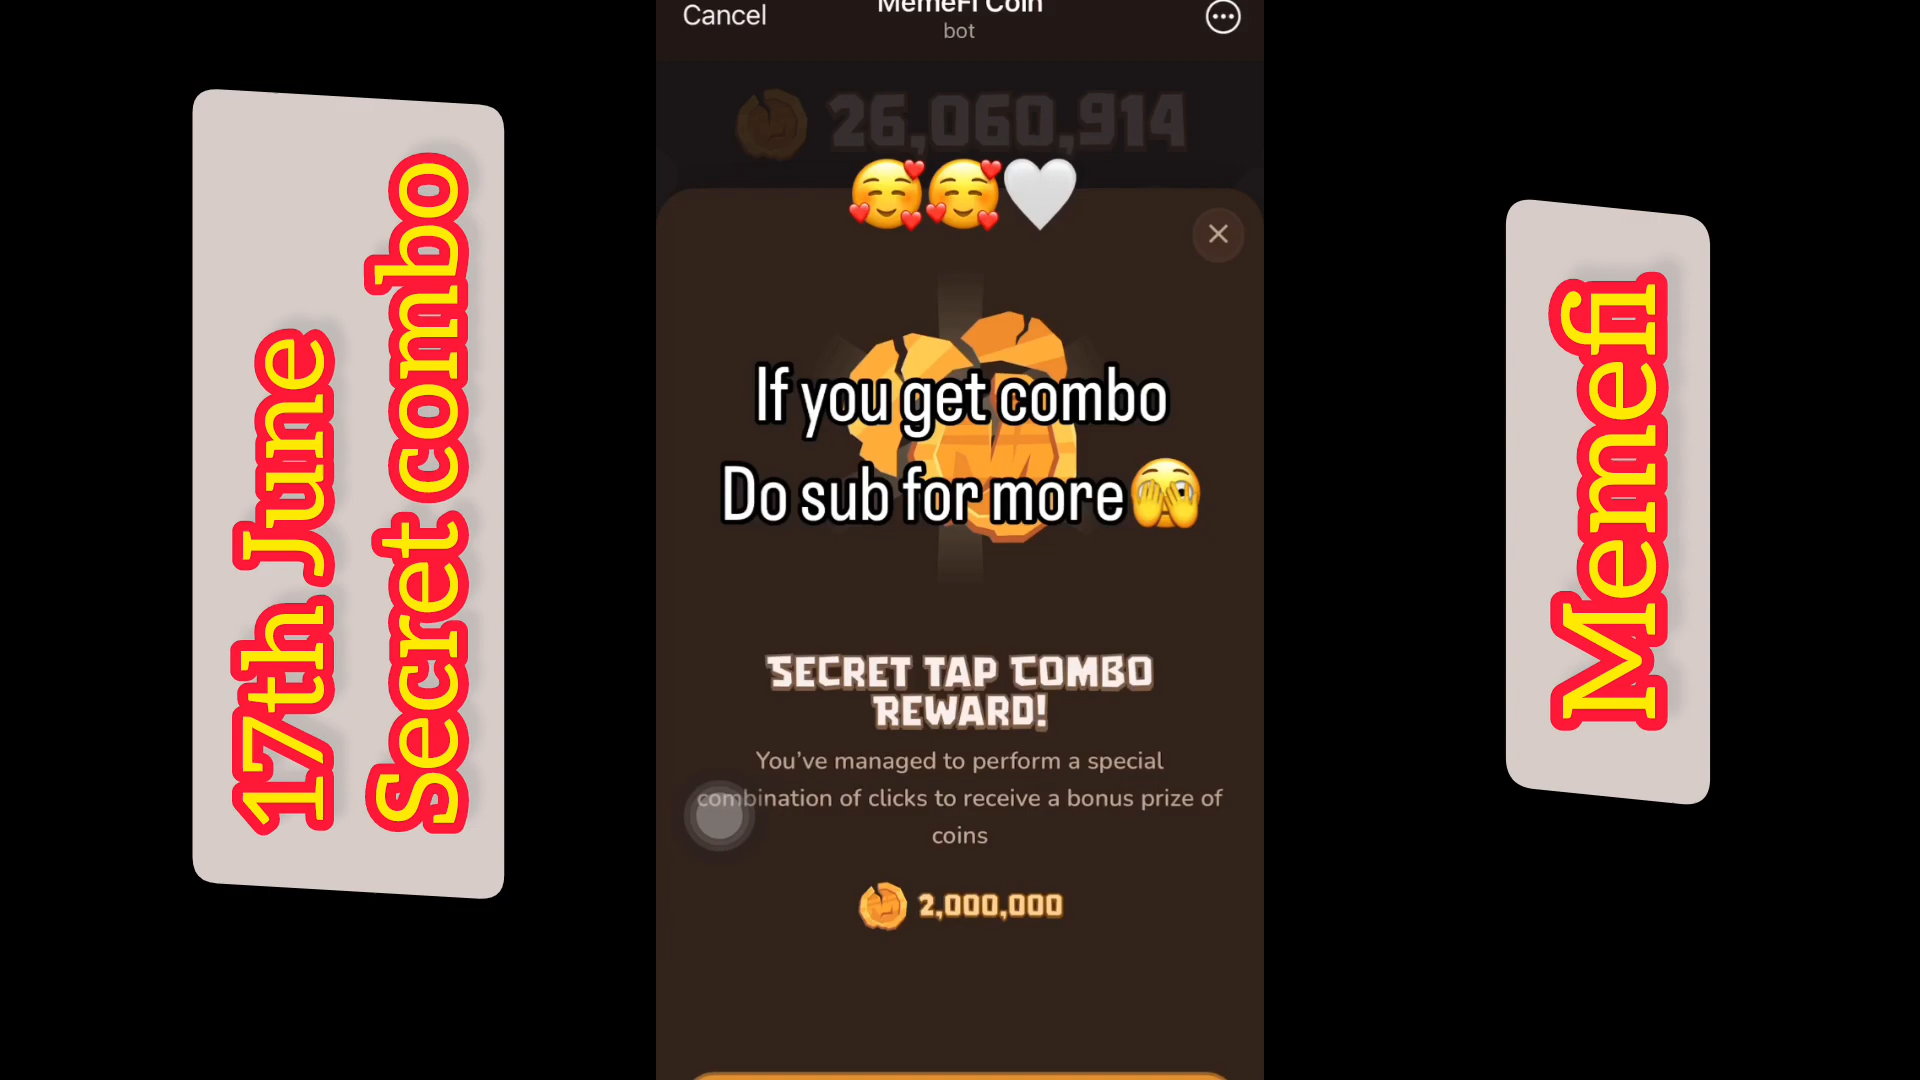 Cancel
MemeFi Coin
bot
26,060,914
17th June
Secret combo
If you get combo
Do sub for more
SECRET TAP COMBO
REWARD!
You’ve managed to perform a special
combination of clicks to receive a bonus prize of
coins
2,000,000
Memefi